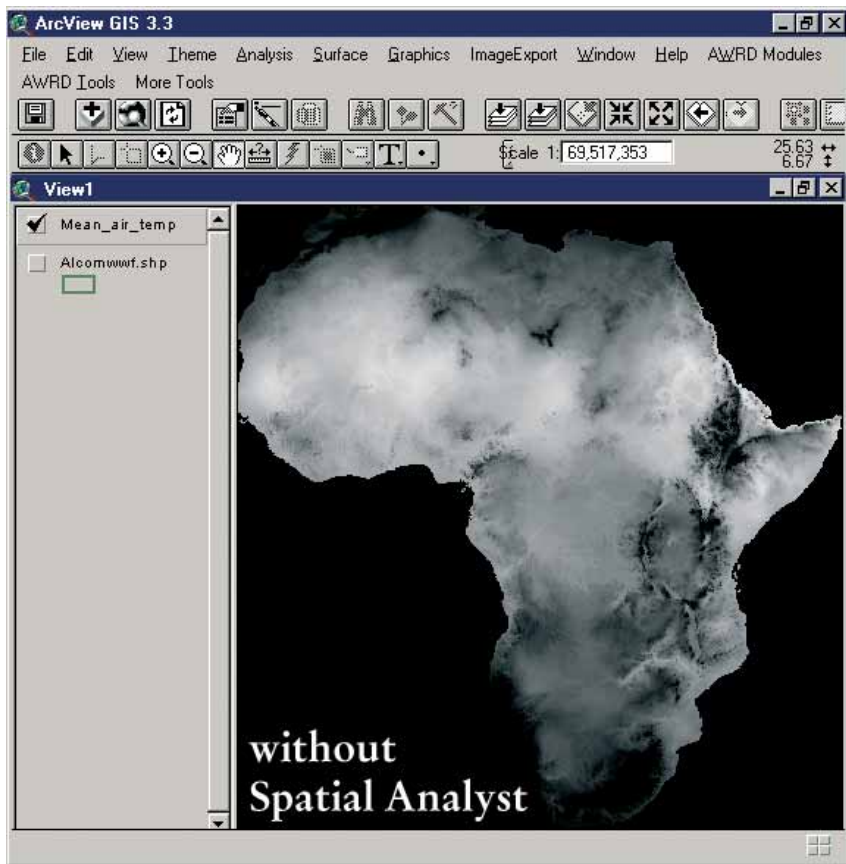 ArcView GIS 3.3
File Edit View Theme Analysis Surface Graphics ImageExport Window Help AWRD Modules
AWRD Tools More Tools
T
Scale 1: 69,517,353
25.63
6.67
View1
Mean_air_temp
Alcomwwf.shp
without
Spatial Analyst